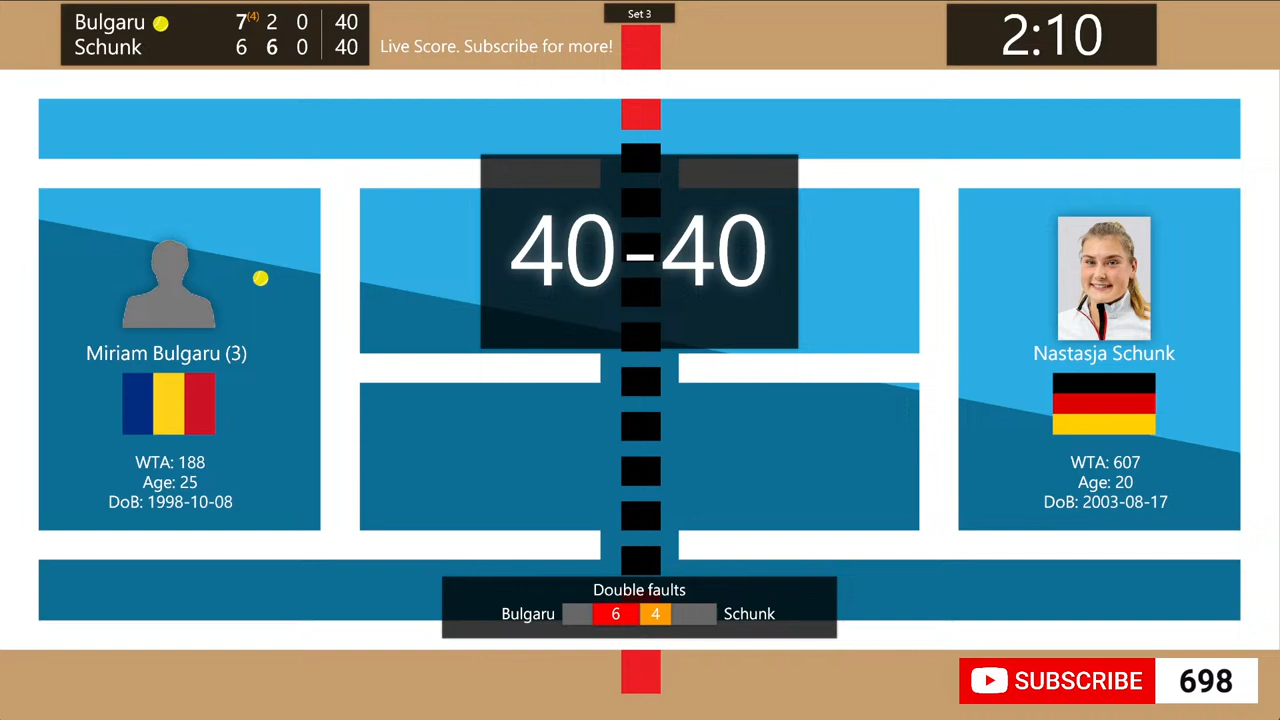 Bulgaru 7(4) 2 0 40
Schunk 6 6 0 40
Live Score. Subscribe for more!
Set 3
2:10
40-40
Miriam Bulgaru (3)
WTA: 188
Age: 25
DoB: 1998-10-08
Nastasja Schunk
WTA: 607
Age: 20
DoB: 2003-08-17
Double faults
Bulgaru 6 4 Schunk
SUBSCRIBE 698